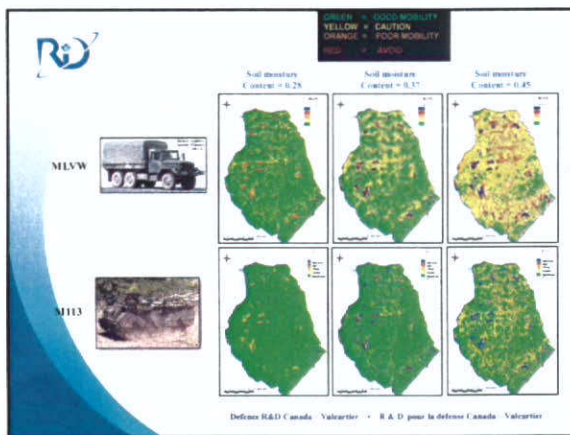 GREEN = GOOD MOBILITY
YELLOW = CAUTION
ORANGE = POOR MOBILITY
RED = AVOID
Soil moisture
Content = 0.28
Soil moisture
Content = 0.37
Soil moisture
Content = 0.45
MLVW
M113
Defence R&D Canada - Valcartier • R & D pour la défense Canada - Valcartier